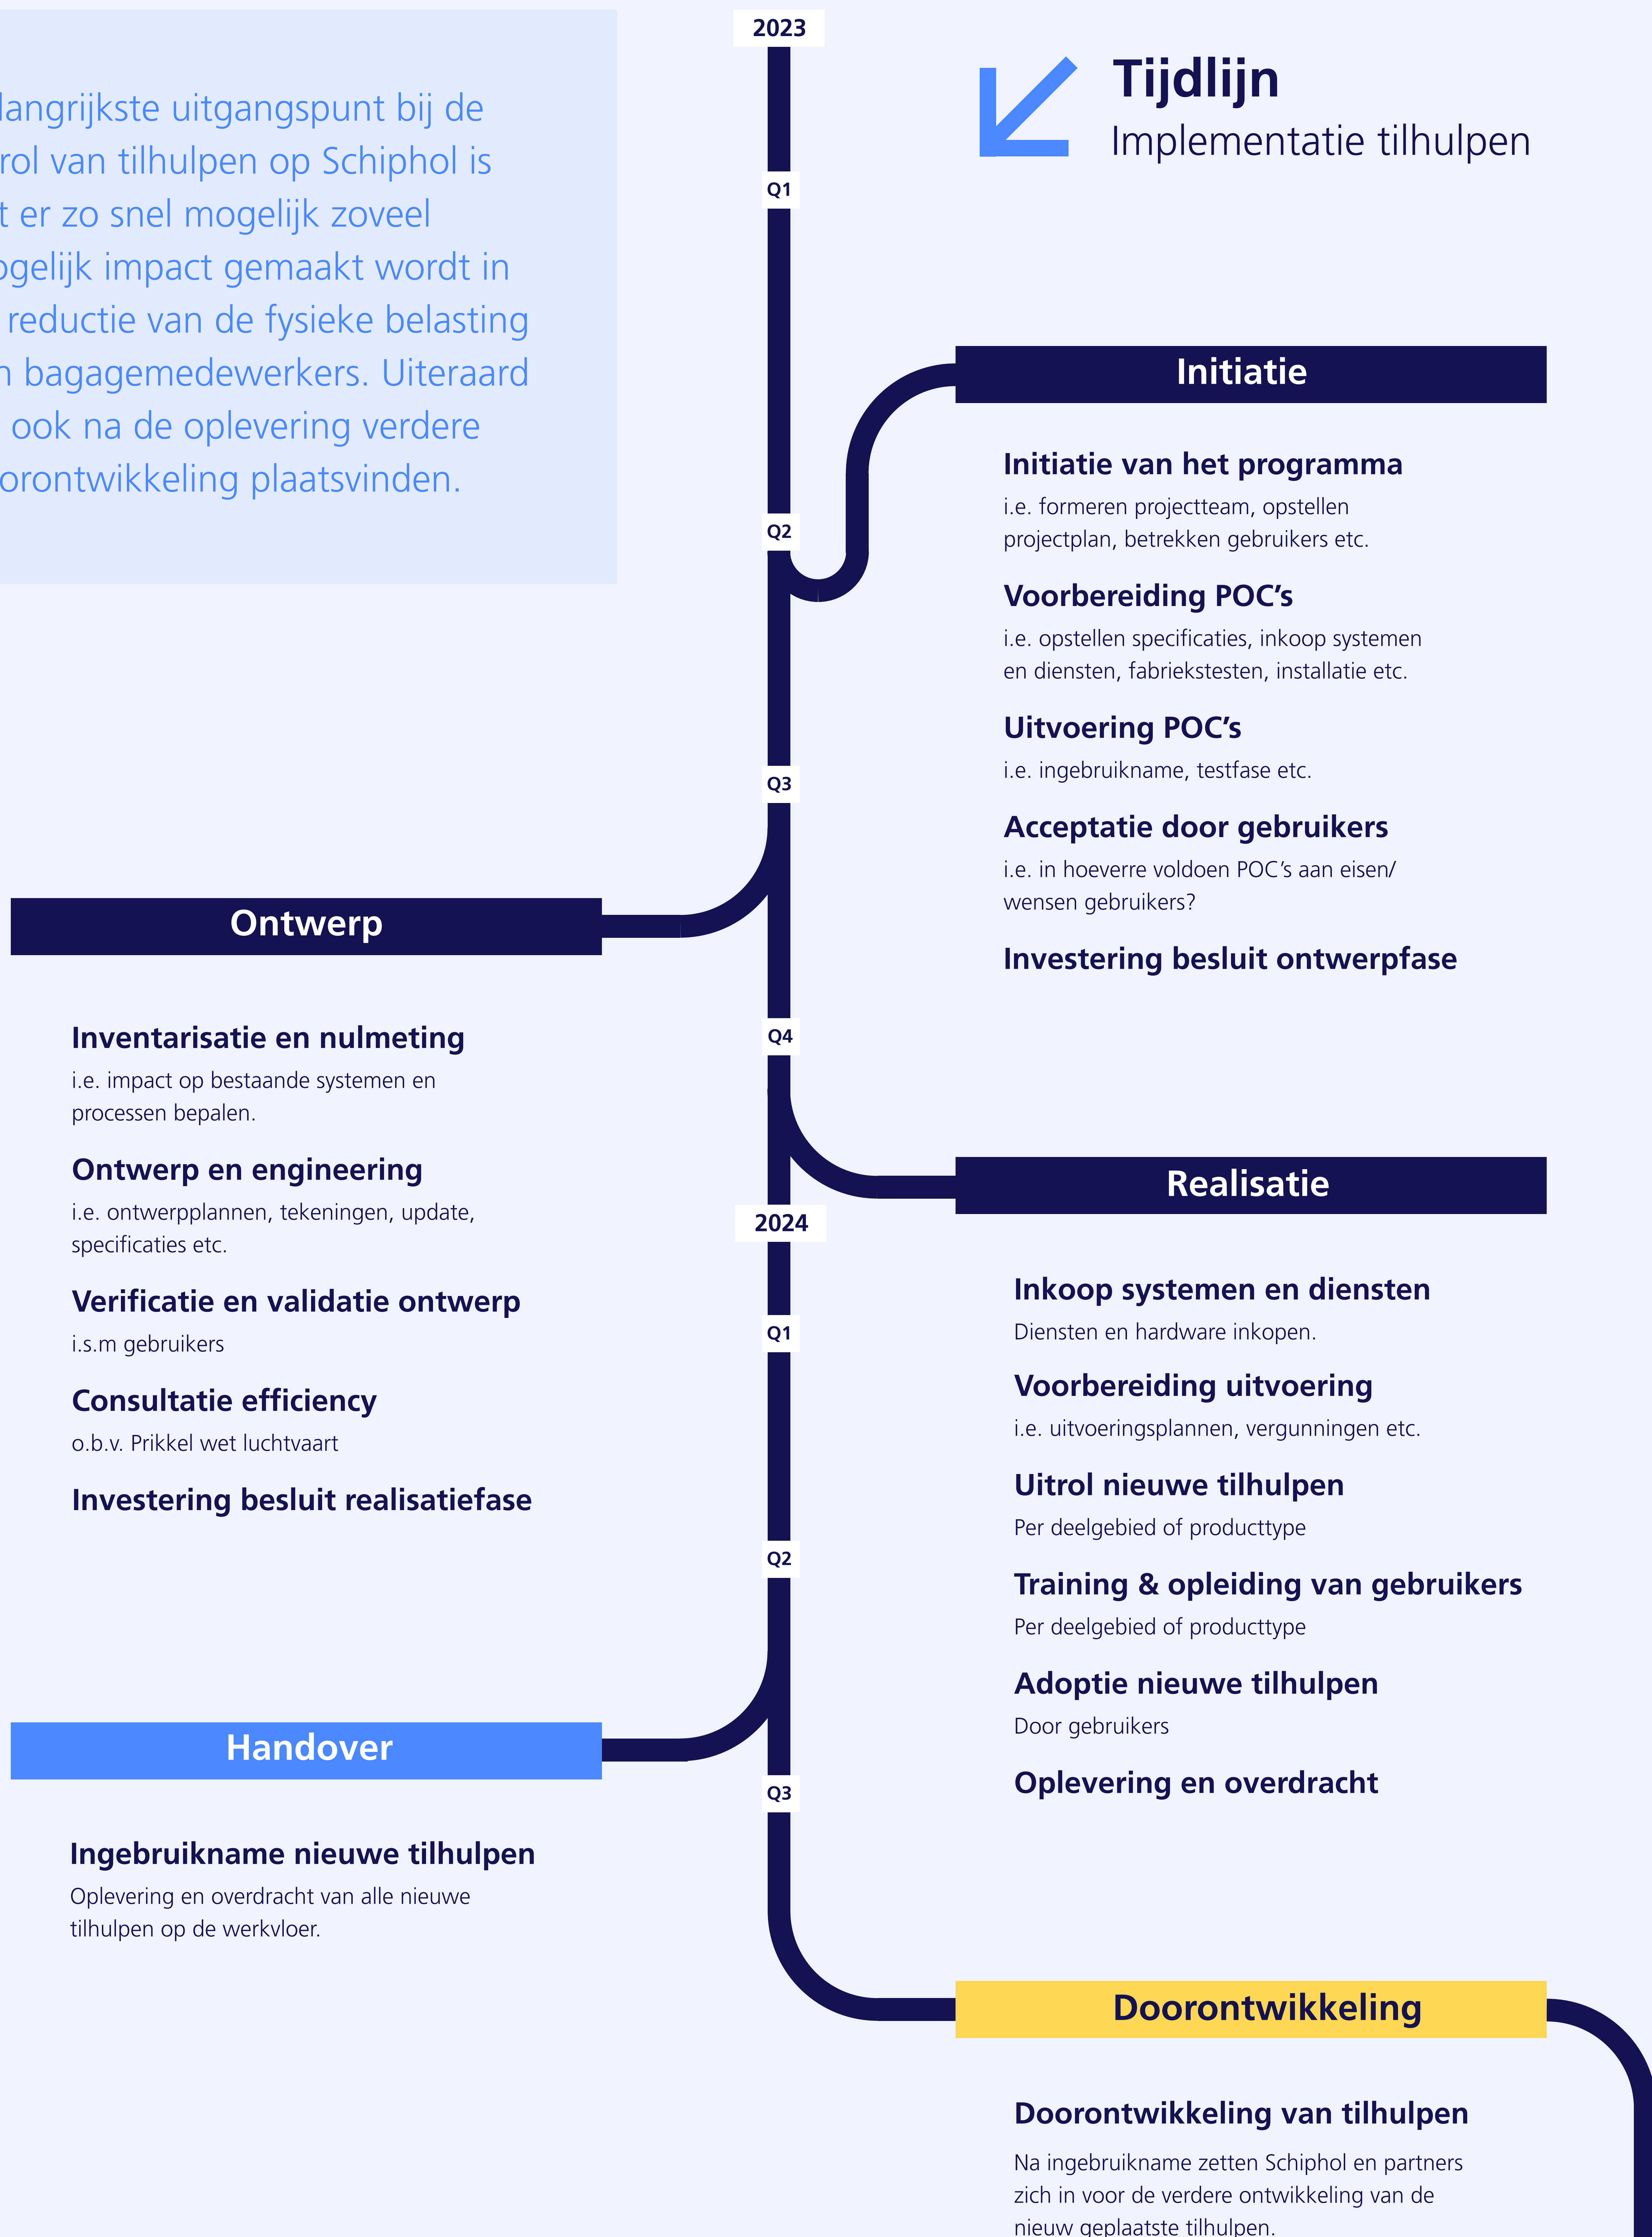 langrijkste uitgangspunt bij de
rol van tilhulpen op Schiphol is
t er zo snel mogelijk zoveel
ogelijk impact gemaakt wordt in
reductie van de fysieke belasting
n bagagemedewerkers. Uiteraard
ook na de oplevering verdere
orontwikkeling plaatsvinden.
2023
Tijdlijn
Implementatie tilhulpen
Q1
Initiatie
Initiatie van het programma
i.e. formeren projectteam, opstellen
projectplan, betrekken gebruikers etc.
Q2
Voorbereiding POC’s
i.e. opstellen specificaties, inkoop systemen
en diensten, fabriekstesten, installatie etc.
Uitvoering POC’s
i.e. ingebruikname, testfase etc.
Acceptatie door gebruikers
i.e. in hoeverre voldoen POC’s aan eisen/
wensen gebruikers?
Investering besluit ontwerpfase
Q3
Ontwerp
Inventarisatie en nulmeting
i.e. impact op bestaande systemen en
processen bepalen.
Ontwerp en engineering
i.e. ontwerpplannen, tekeningen, update,
specificaties etc.
Verificatie en validatie ontwerp
i.s.m gebruikers
Consultatie efficiency
o.b.v. Prikkel wet luchtvaart
Investering besluit realisatiefase
Q4
Realisatie
2024
Inkoop systemen en diensten
Diensten en hardware inkopen.
Q1
Voorbereiding uitvoering
i.e. uitvoeringsplannen, vergunningen etc.
Uitrol nieuwe tilhulpen
Per deelgebied of producttype
Q2
Training & opleiding van gebruikers
Per deelgebied of producttype
Adoptie nieuwe tilhulpen
Door gebruikers
Oplevering en overdracht
Handover
Q3
Ingebruikname nieuwe tilhulpen
Oplevering en overdracht van alle nieuwe
tilhulpen op de werkvloer.
Doorontwikkeling
Doorontwikkeling van tilhulpen
Na ingebruikname zetten Schiphol en partners
zich in voor de verdere ontwikkeling van de
nieuw geplaatste tilhulpen.